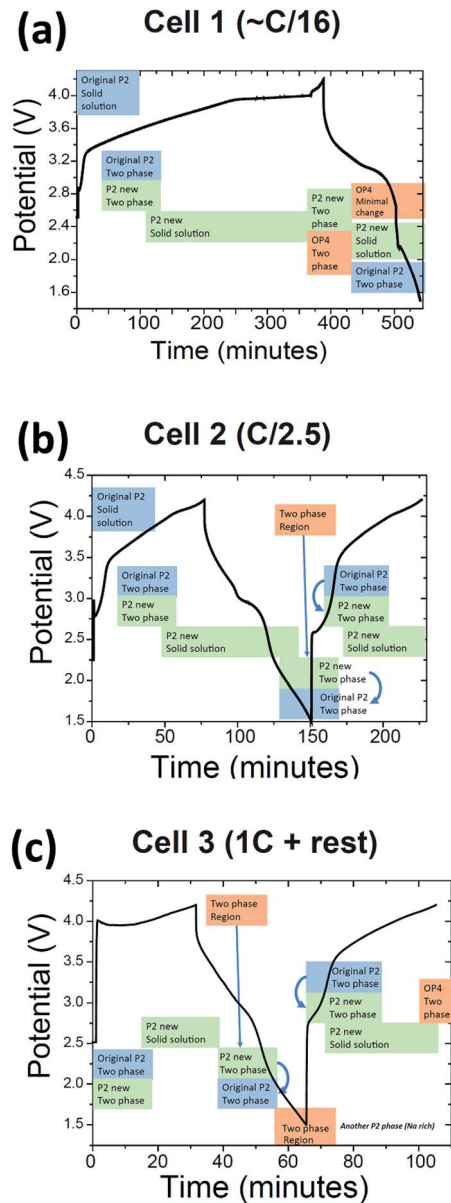 (a)
Cell 1 (~C/16)
Potential (V)
4.0
3.6
3.2
2.8
2.4
2.0
1.6
Original P2
Solid
solution
Original P2
Two phase
P2 new
Two phase
P2 new
Solid solution
P2 new
Two
phase
OP4
Two
phase
OP4
Minimal
change
P2 new
Solid
solution
Original P2
Two phase
0
100
200
300
400
500
Time (minutes)
(b)
Cell 2 (C/2.5)
Potential (V)
4.5
4.0
3.5
3.0
2.5
2.0
1.5
Original P2
Solid
solution
Original P2
Two phase
P2 new
Two phase
P2 new
Solid solution
Two phase
Region
P2 new
Two phase
Original P2
Two phase
Original P2
Two phase
P2 new
Two phase
P2 new
Solid solution
0
50
100
150
200
Time (minutes)
(c)
Cell 3 (1C + rest)
Potential (V)
4.5
4.0
3.5
3.0
2.5
2.0
1.5
Original P2
Two phase
P2 new
Two phase
P2 new
Solid solution
Two phase
Region
P2 new
Two phase
Original P2
Two phase
Two phase
Region
Original P2
Two phase
P2 new
Two phase
P2 new
Solid solution
OP4
Two
phase
Another P2 phase (Na rich)
0
20
40
60
80
100
Time (minutes)